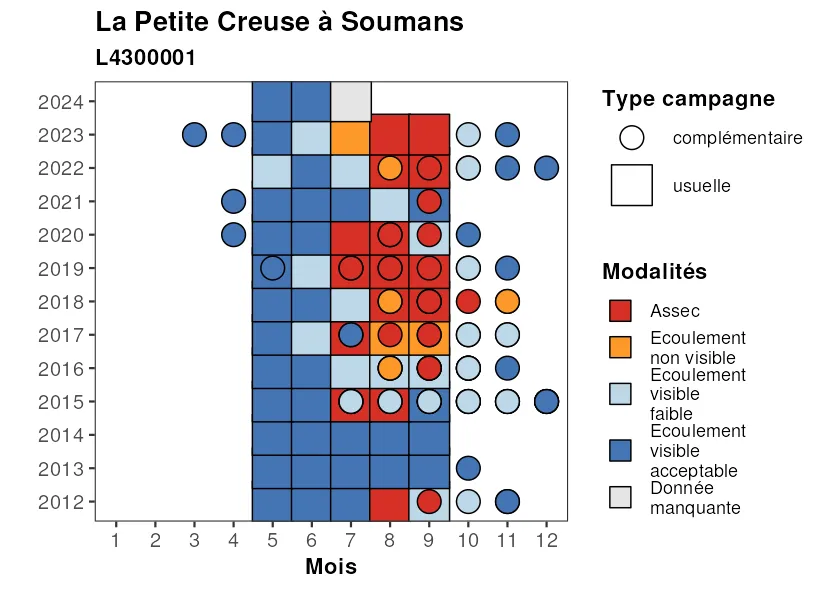 La Petite Creuse à Soumans
L4300001
2024
2023
2022
2021
2020
2019
2018
2017
2016
2015
2014
2013
2012
1 2 3 4 5 6 7 8 9 10 11 12
Mois
Type campagne
complémentaire
usuelle
Modalités
Assec
Ecoulement
non visible
Ecoulement
visible
faible
Ecoulement
visible
acceptable
Donnée
manquante